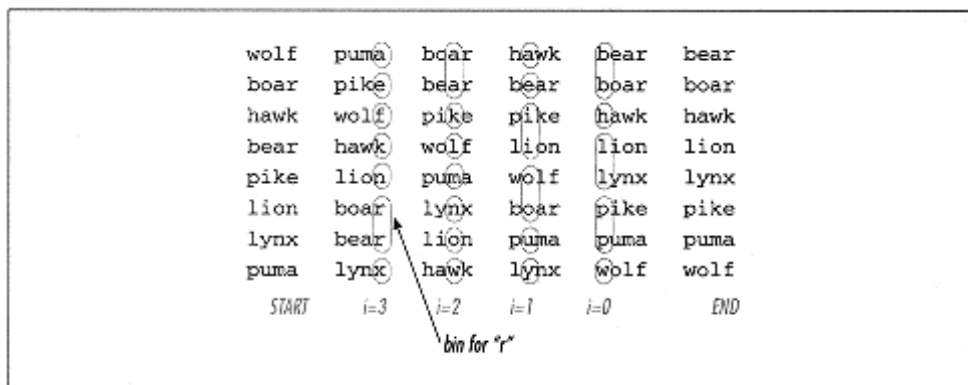 wolf puma boar hawk bear bear
boar pike bear bear boar boar
hawk wolf pike pike hawk hawk
bear hawk wolf lion lion lion
pike lion puma wolf lynx lynx
lion boar lynx boar pike pike
lynx bear lion puma puma puma
puma lynx hawk lynx wolf wolf
START i=3 i=2 i=1 i=0 END
bin for "r"